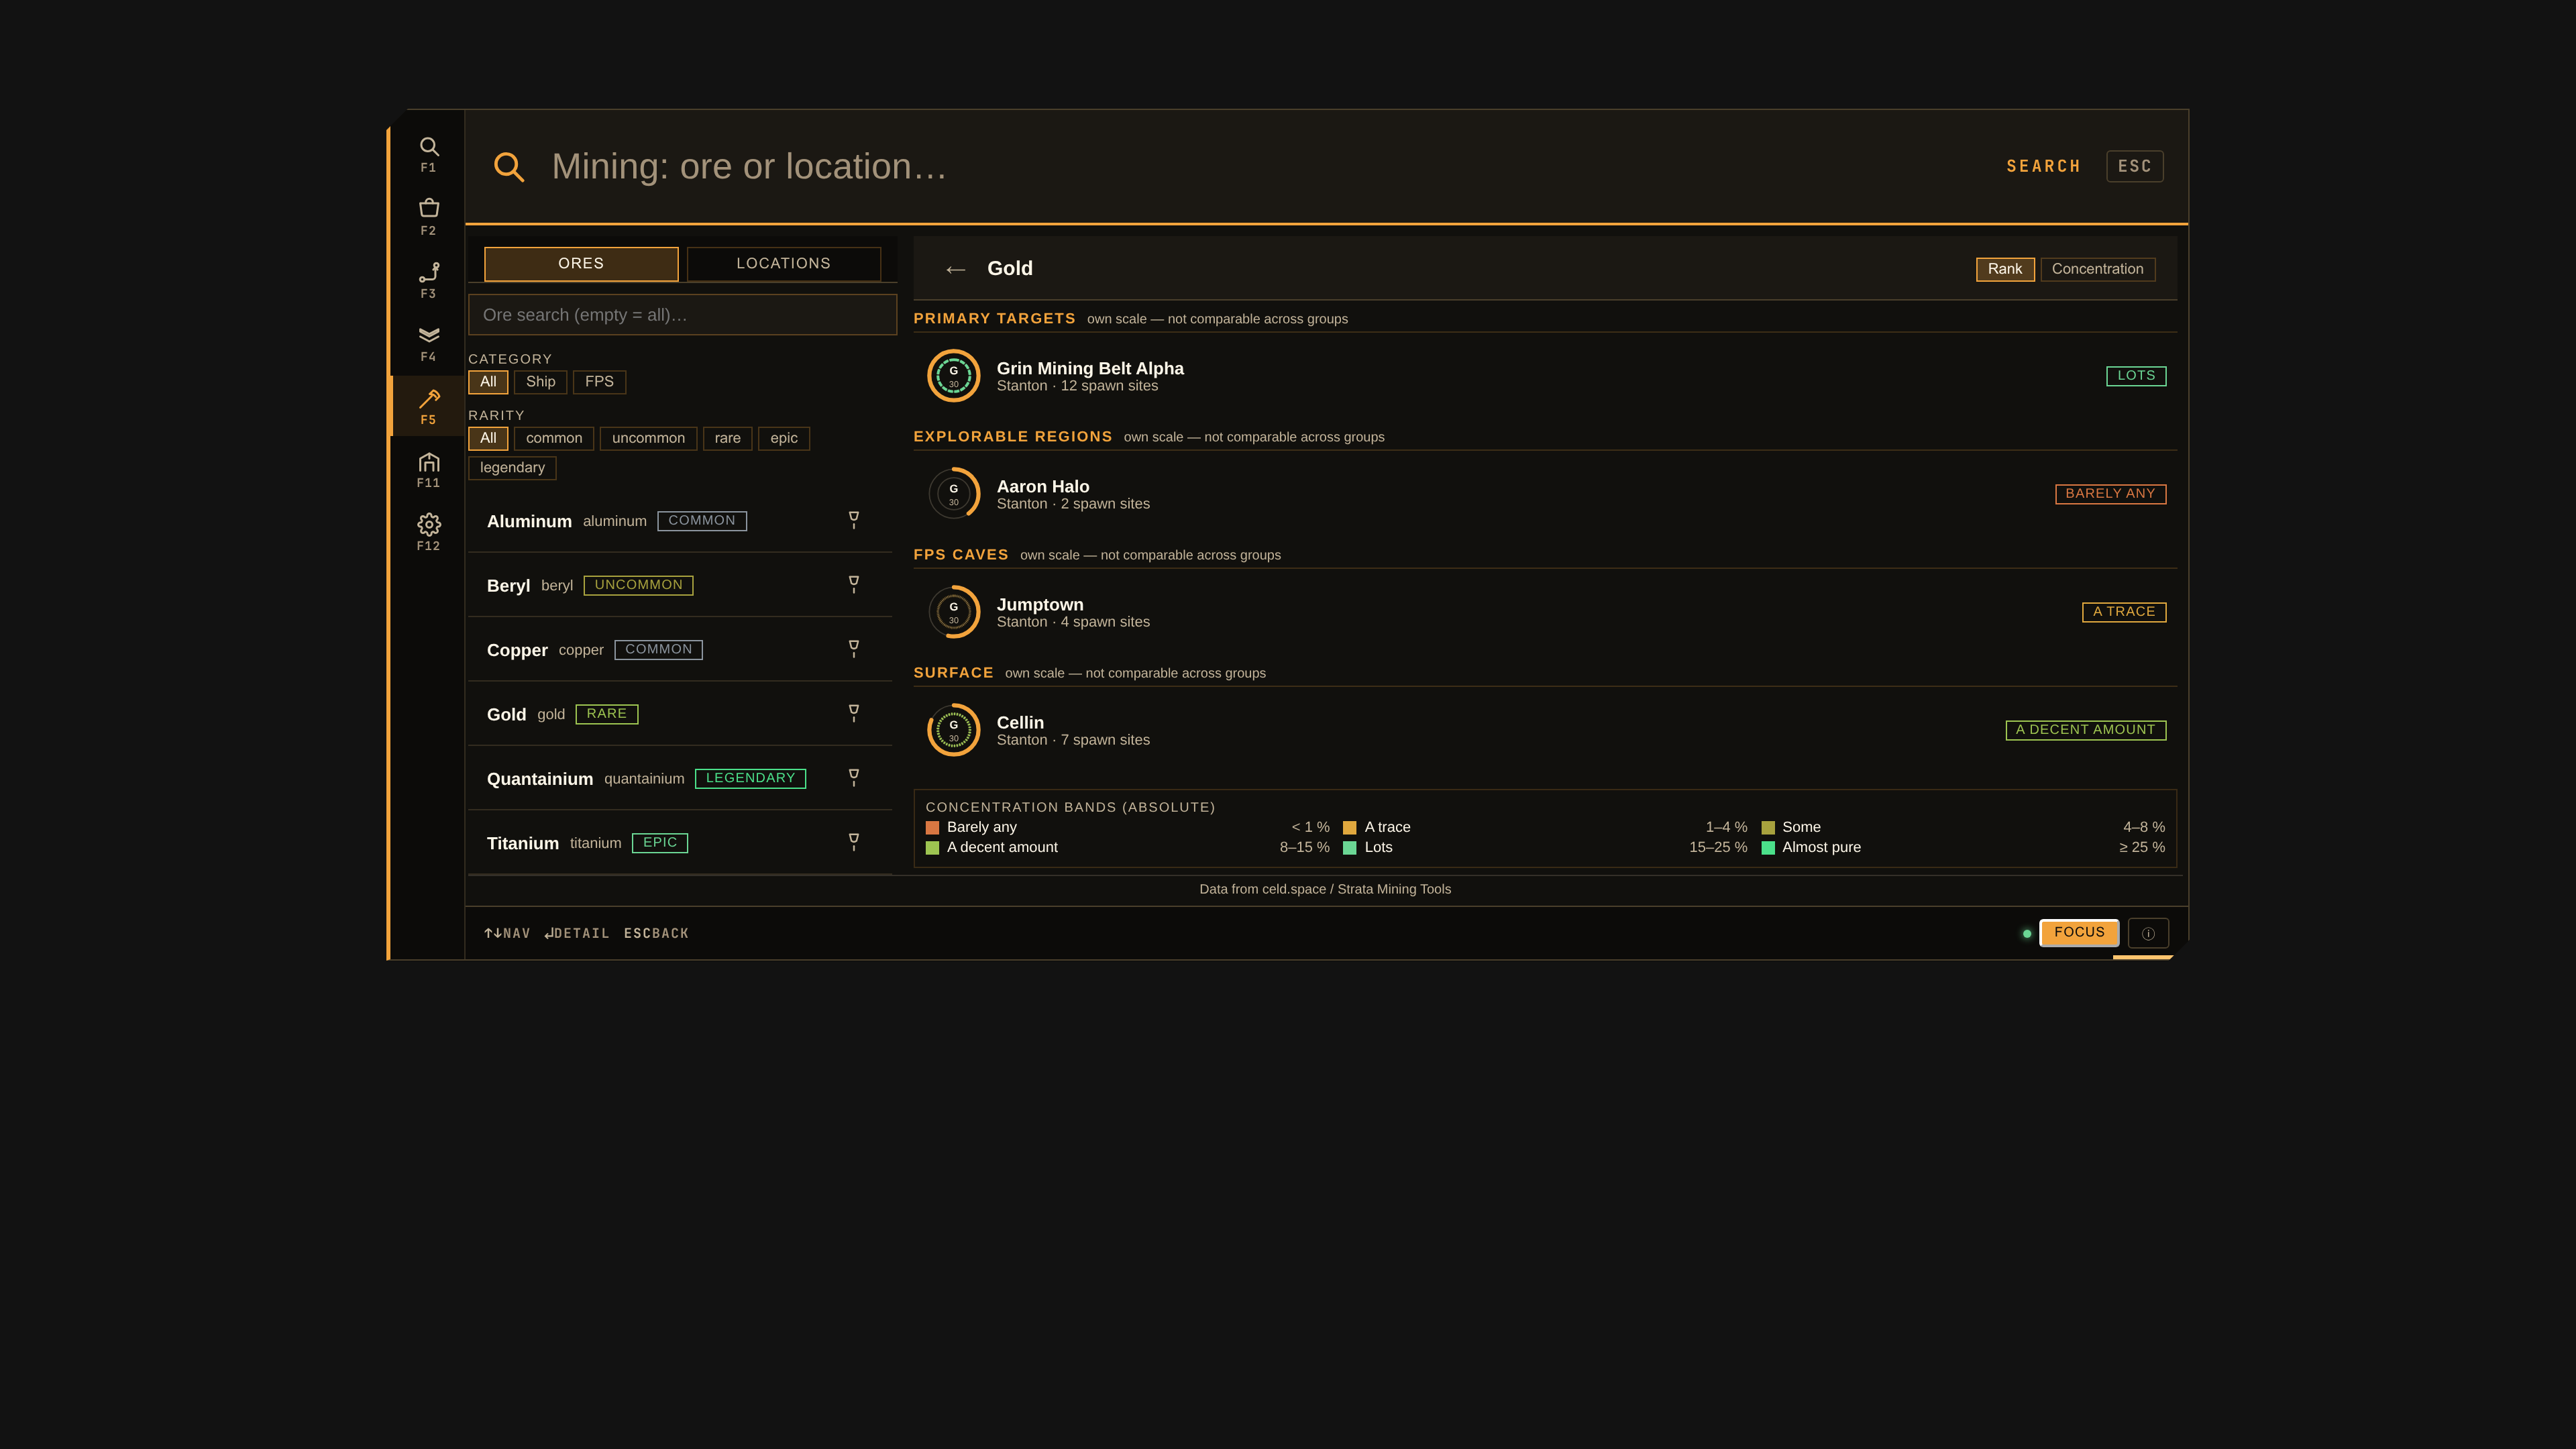 F1
F2
F3
F4
F5
F11
F12
Mining: ore or location…
SEARCH ESC
ORES LOCATIONS
Ore search (empty = all)…
CATEGORY
All Ship FPS
RARITY
All common uncommon rare epic
legendary
Aluminum aluminum COMMON
Beryl beryl UNCOMMON
Copper copper COMMON
Gold gold RARE
Quantainium quantainium LEGENDARY
Titanium titanium EPIC
← Gold Rank Concentration
PRIMARY TARGETS own scale — not comparable across groups
G
30
Grin Mining Belt Alpha
Stanton · 12 spawn sites
LOTS
EXPLORABLE REGIONS own scale — not comparable across groups
G
30
Aaron Halo
Stanton · 2 spawn sites
BARELY ANY
FPS CAVES own scale — not comparable across groups
G
30
Jumptown
Stanton · 4 spawn sites
A TRACE
SURFACE own scale — not comparable across groups
G
30
Cellin
Stanton · 7 spawn sites
A DECENT AMOUNT
CONCENTRATION BANDS (ABSOLUTE)
Barely any < 1 % A trace 1–4 % Some 4–8 %
A decent amount 8–15 % Lots 15–25 % Almost pure ≥ 25 %
Data from celd.space / Strata Mining Tools
↑↓NAV ↲DETAIL ESCBACK
FOCUS ⓘ